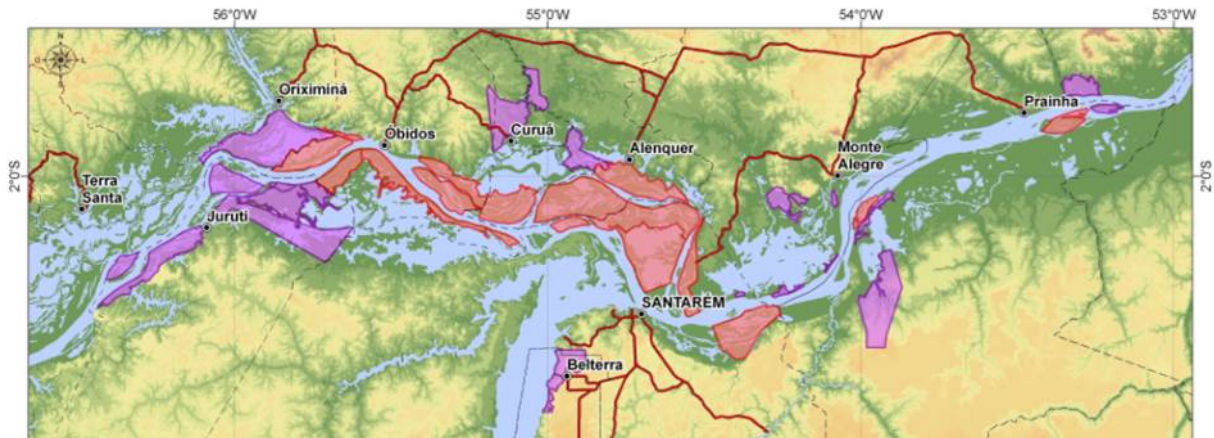 56°0'W 55°0'W 54°0'W 53°0'W
N
O L
Oriximiná
Prainha
Óbidos
Curuá
Monte
Alegre
Alenquer
2°0'S 2°0'S
Terra
Santa
Juruti
SANTARÉM
Belterra